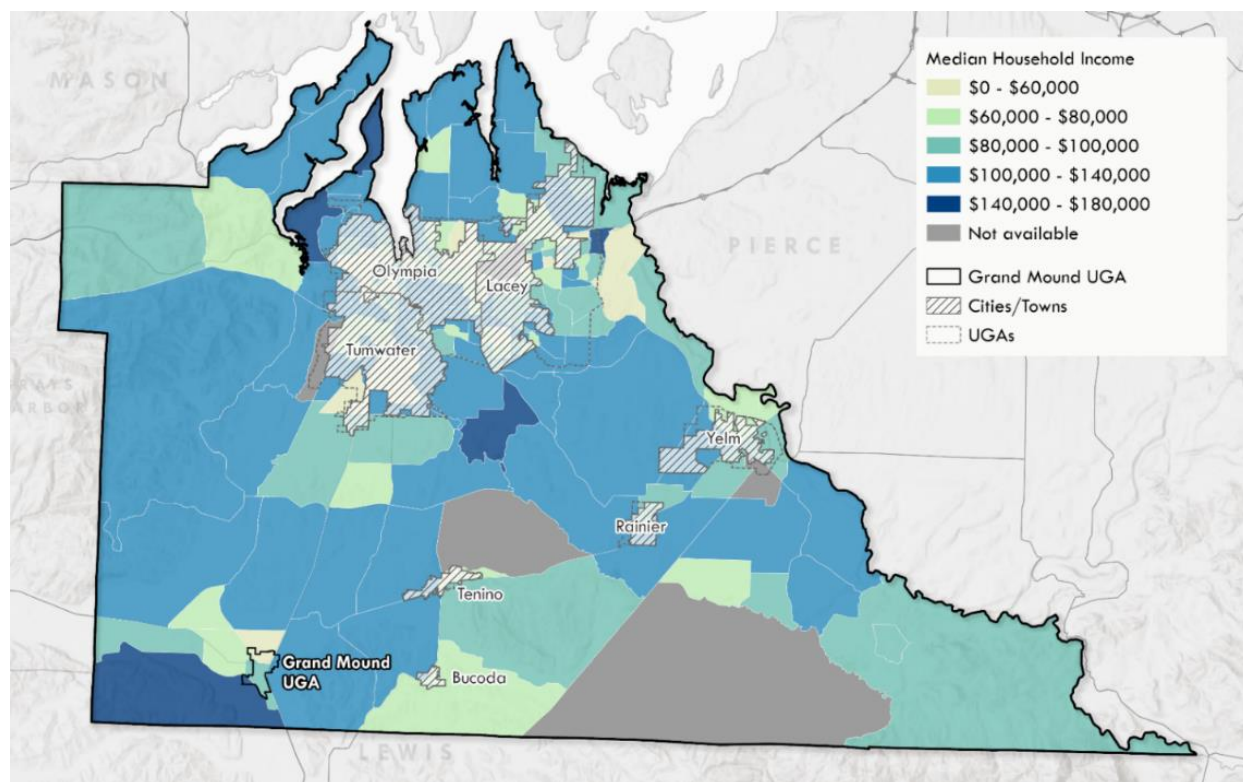 MASON
Median Household Income
$0 - $60,000
$60,000 - $80,000
$80,000 - $100,000
$100,000 - $140,000
$140,000 - $180,000
Not available
Grand Mound UGA
Cities/Towns
UGAs
PIERCE
Olympia
Lacey
Tumwater
GRAYS
HARBOR
Yelm
Rainier
Tenino
Grand Mound
UGA
Bucoda
LEWIS